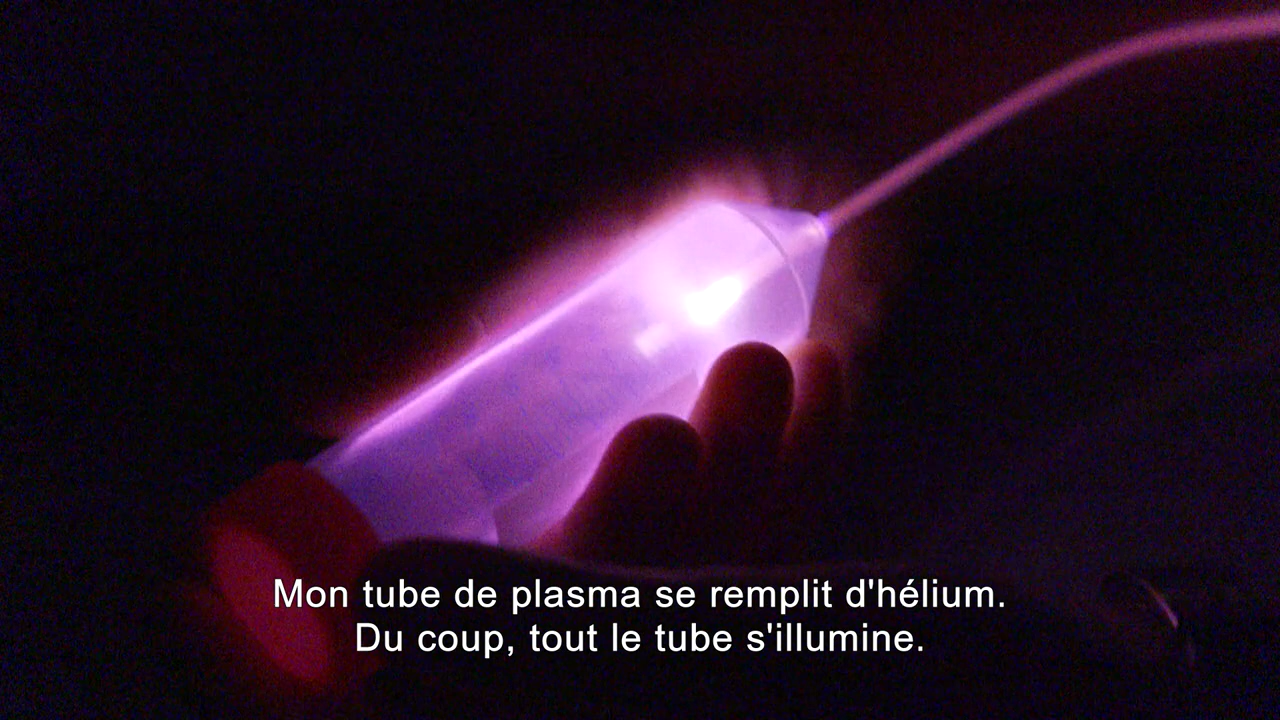 Mon tube de plasma se remplit d'hélium.
Du coup, tout le tube s'illumine.